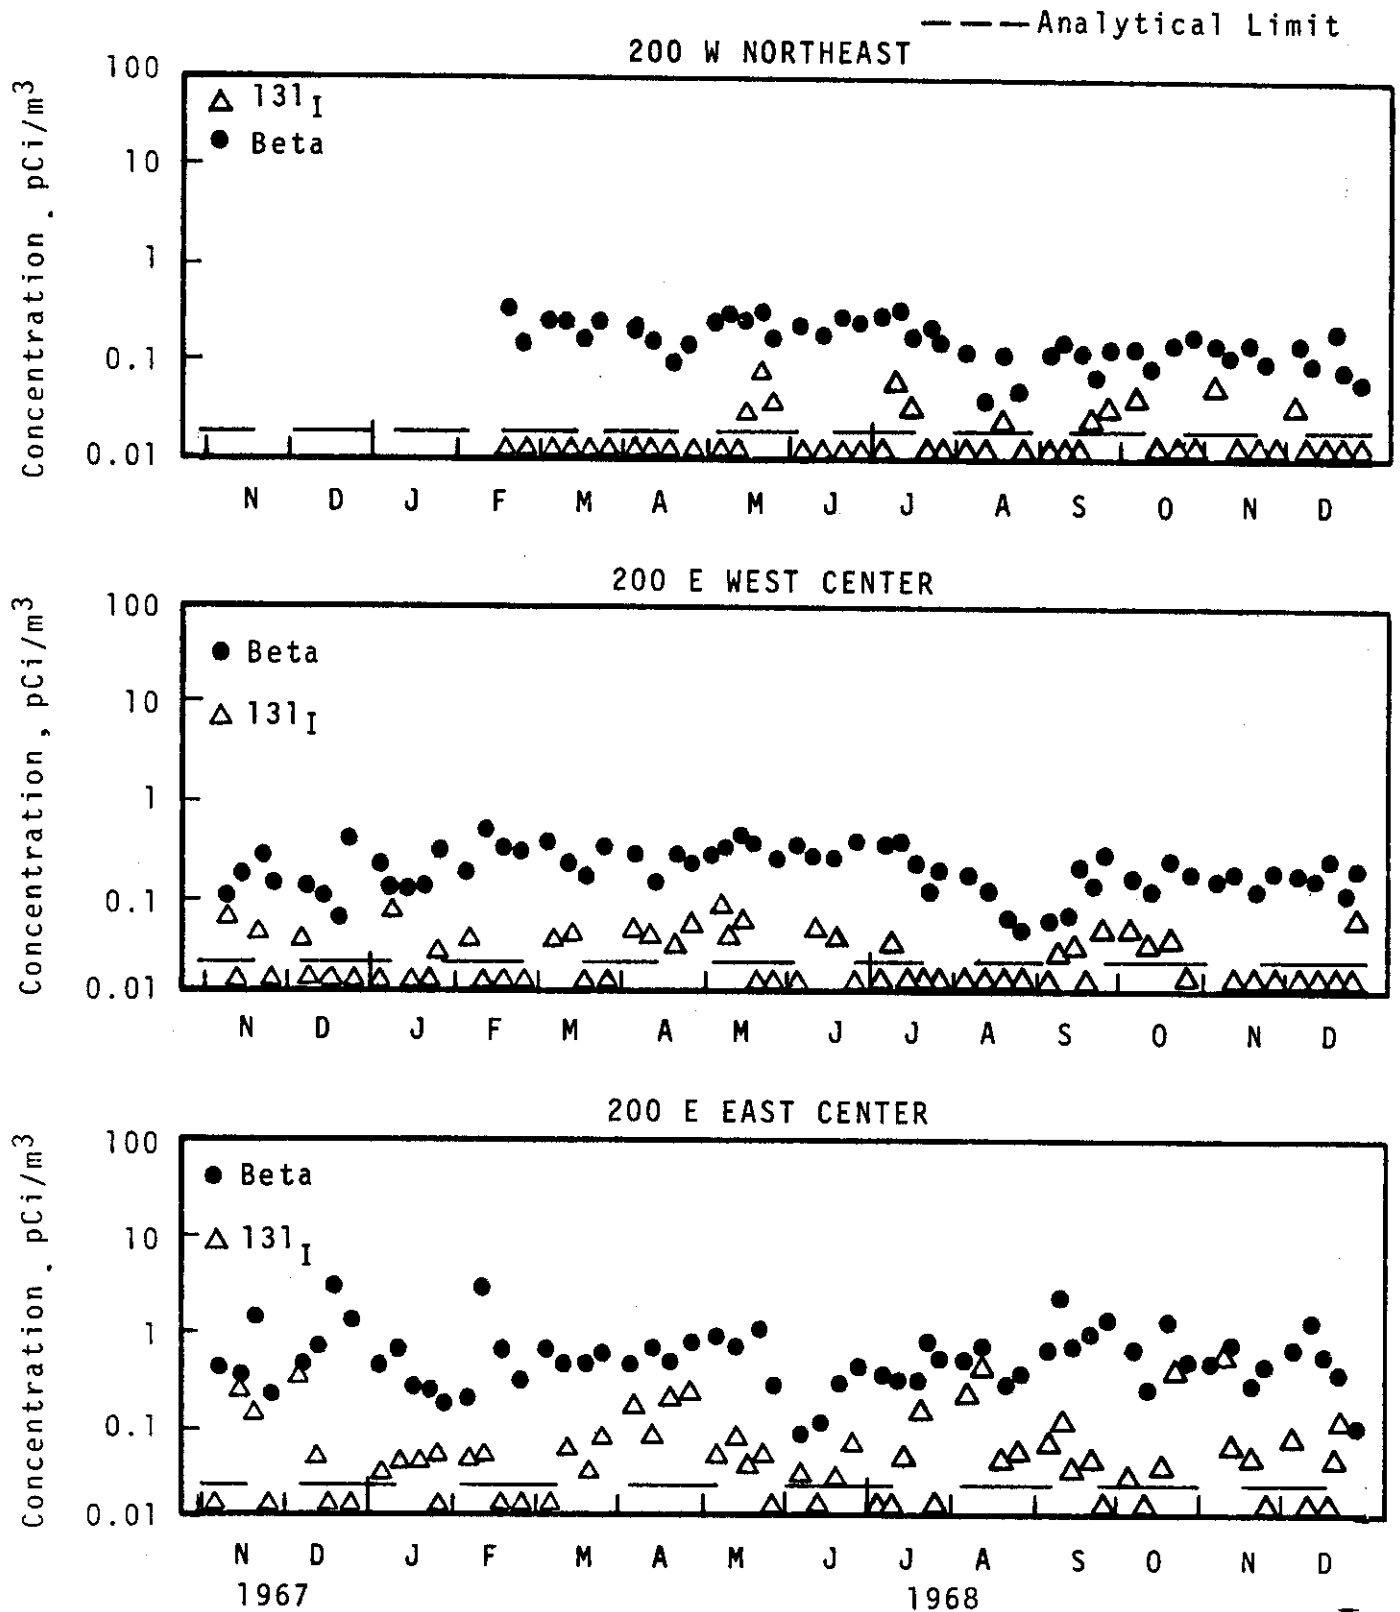 — — — Analytical Limit
200 W NORTHEAST
Concentration, pCi/m³
100
10
1
0.1
0.01
△ 131I
● Beta
N D J F M A M J J A S O N D
200 E WEST CENTER
Concentration, pCi/m³
100
10
1
0.1
0.01
● Beta
△ 131I
N D J F M A M J J A S O N D
200 E EAST CENTER
Concentration, pCi/m³
100
10
1
0.1
0.01
● Beta
△ 131I
N D J F M A M J J A S O N D
1967 1968